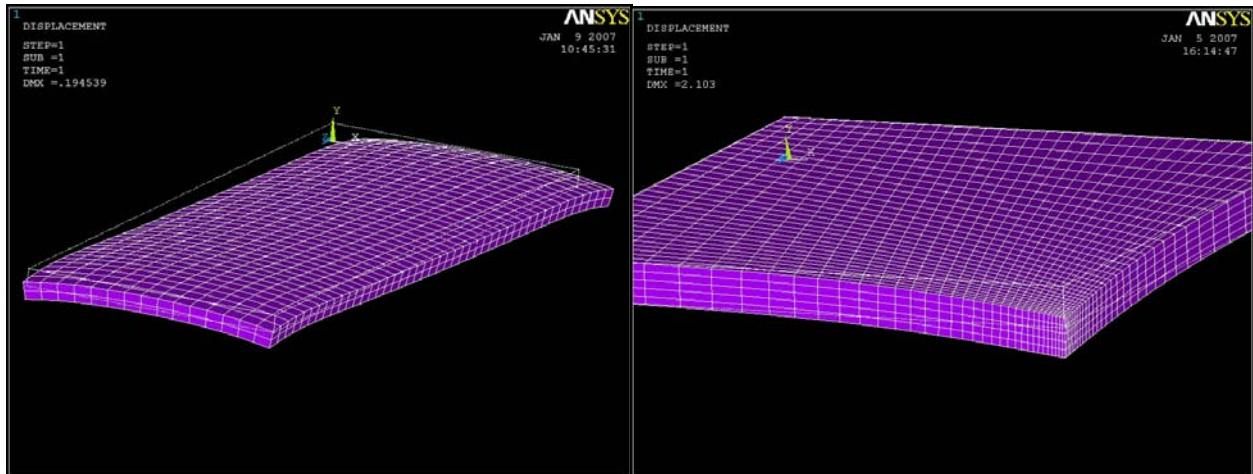 1
DISPLACEMENT
STEP=1
SUB =1
TIME=1
DMX =.194539
ANSYS
JAN 9 2007
10:45:31
Y
Z
X
1
DISPLACEMENT
STEP=1
SUB =1
TIME=1
DMX =2.103
ANSYS
JAN 5 2007
16:14:47
Y
X